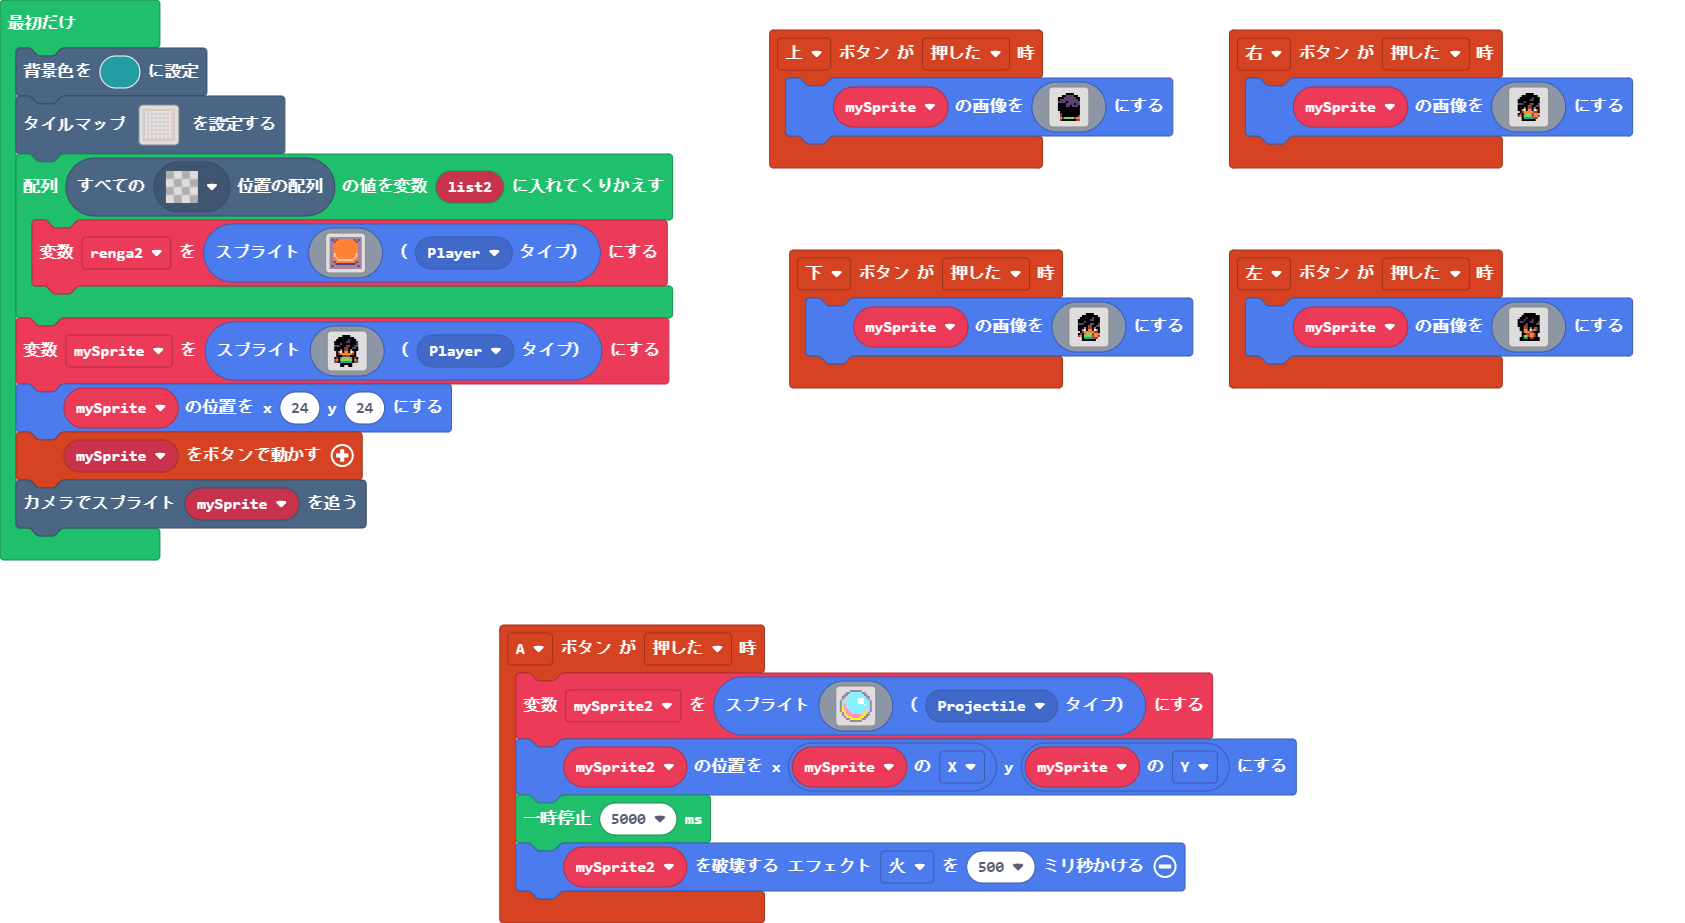 最初だけ
背景色を に設定
タイルマップ を設定する
配列 すべての 位置の配列 の値を変数 list2 に入れてくりかえす
変数 renga2 を スプライト ( Player タイプ) にする
変数 mySprite を スプライト ( Player タイプ) にする
mySprite の位置を x 24 y 24 にする
mySprite をボタンで動かす
カメラでスプライト mySprite を追う
上 ボタン が 押した 時
mySprite の画像を にする
右 ボタン が 押した 時
mySprite の画像を にする
下 ボタン が 押した 時
mySprite の画像を にする
左 ボタン が 押した 時
mySprite の画像を にする
A ボタン が 押した 時
変数 mySprite2 を スプライト ( Projectile タイプ) にする
mySprite2 の位置を x mySprite の X y mySprite の Y にする
一時停止 5000 ms
mySprite2 を破壊する エフェクト 火 を 500 ミリ秒かける